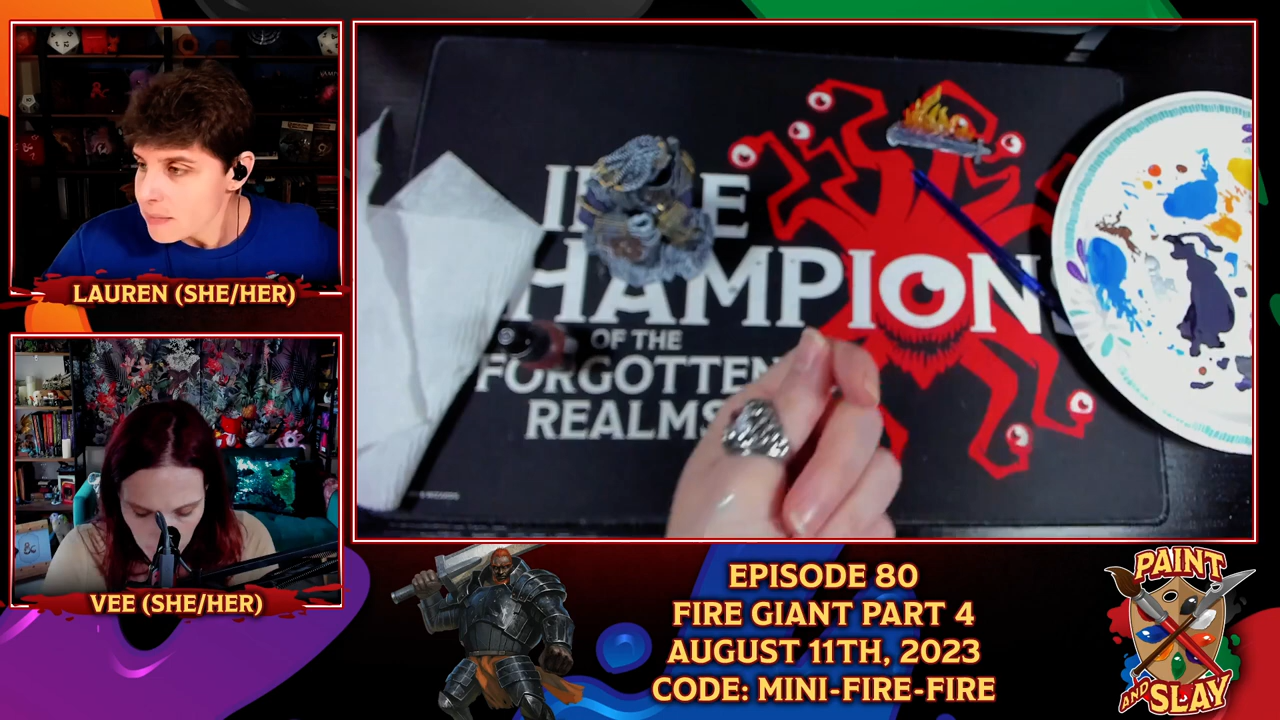 LAUREN (SHE/HER)
VEE (SHE/HER)
CHAMPIONS
OF THE
FORGOTTEN
REALMS
EPISODE 80
FIRE GIANT PART 4
AUGUST 11TH, 2023
CODE: MINI-FIRE-FIRE
PAINT
AND SLAY